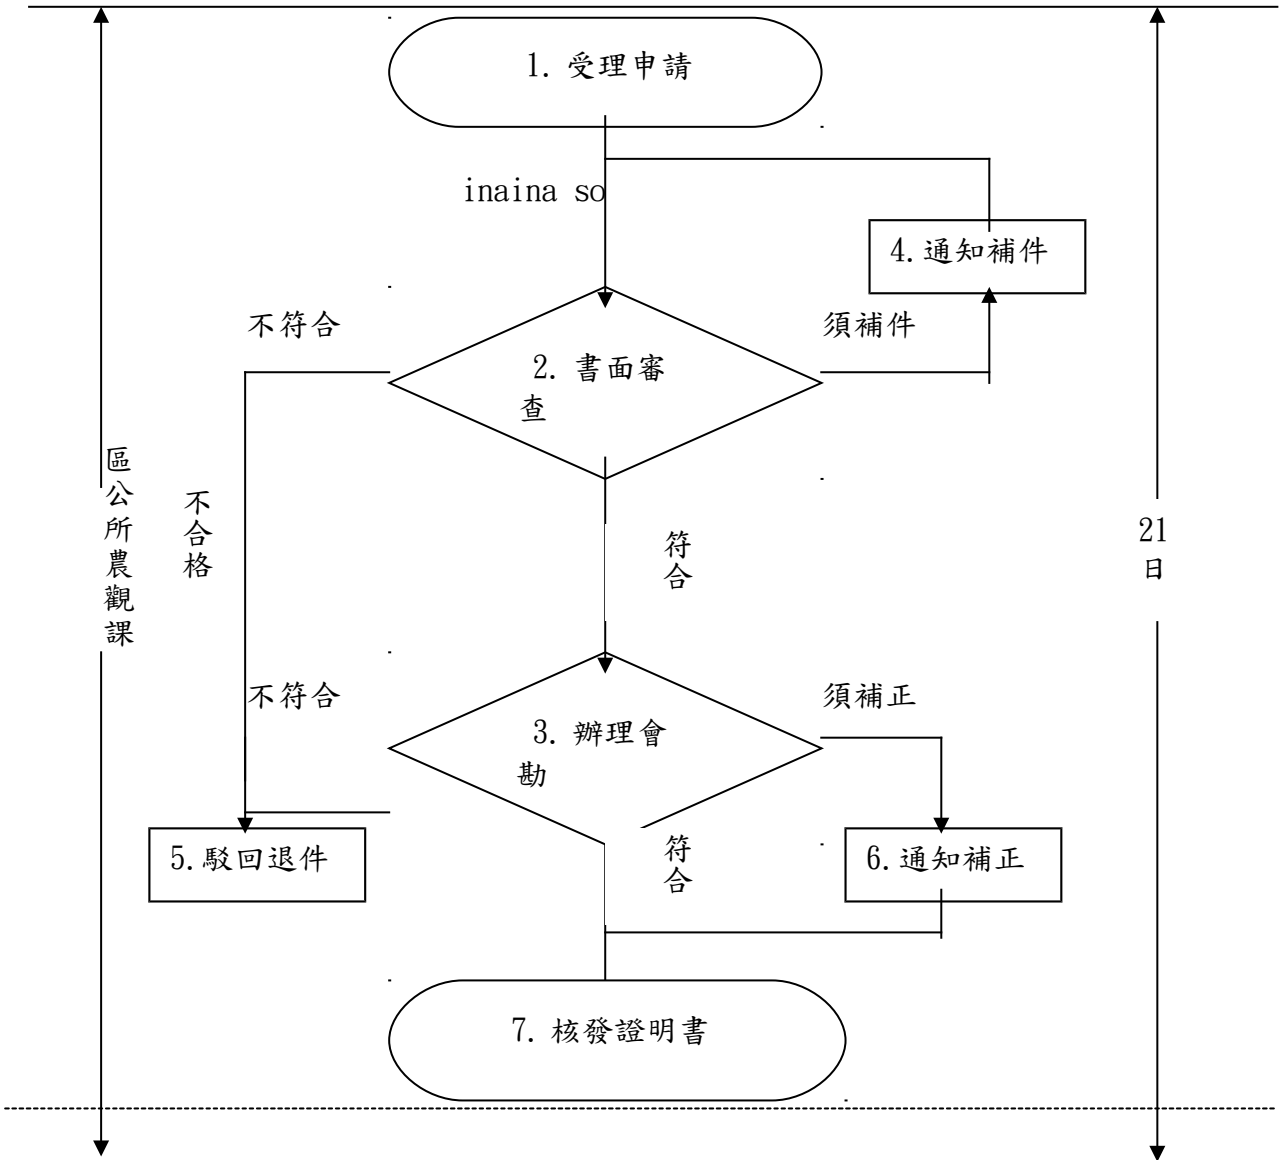 1. 受理申請
inaina so
4.通知補件
不符合
須補件
2. 書面審
查
區公所農觀課
不合格
符合
21
日
不符合
須補正
3. 辦理會
勘
符合
5.駁回退件
6.通知補正
7. 核發證明書